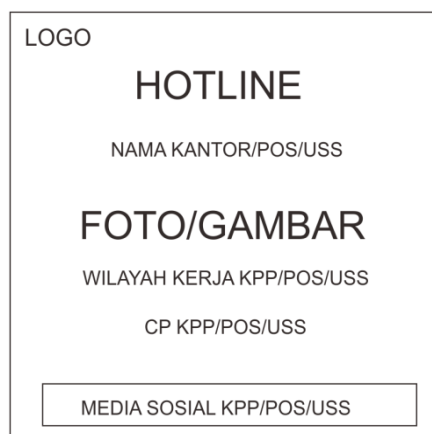 LOGO
HOTLINE
NAMA KANTOR/POS/USS
FOTO/GAMBAR
WILAYAH KERJA KPP/POS/USS
CP KPP/POS/USS
MEDIA SOSIAL KPP/POS/USS